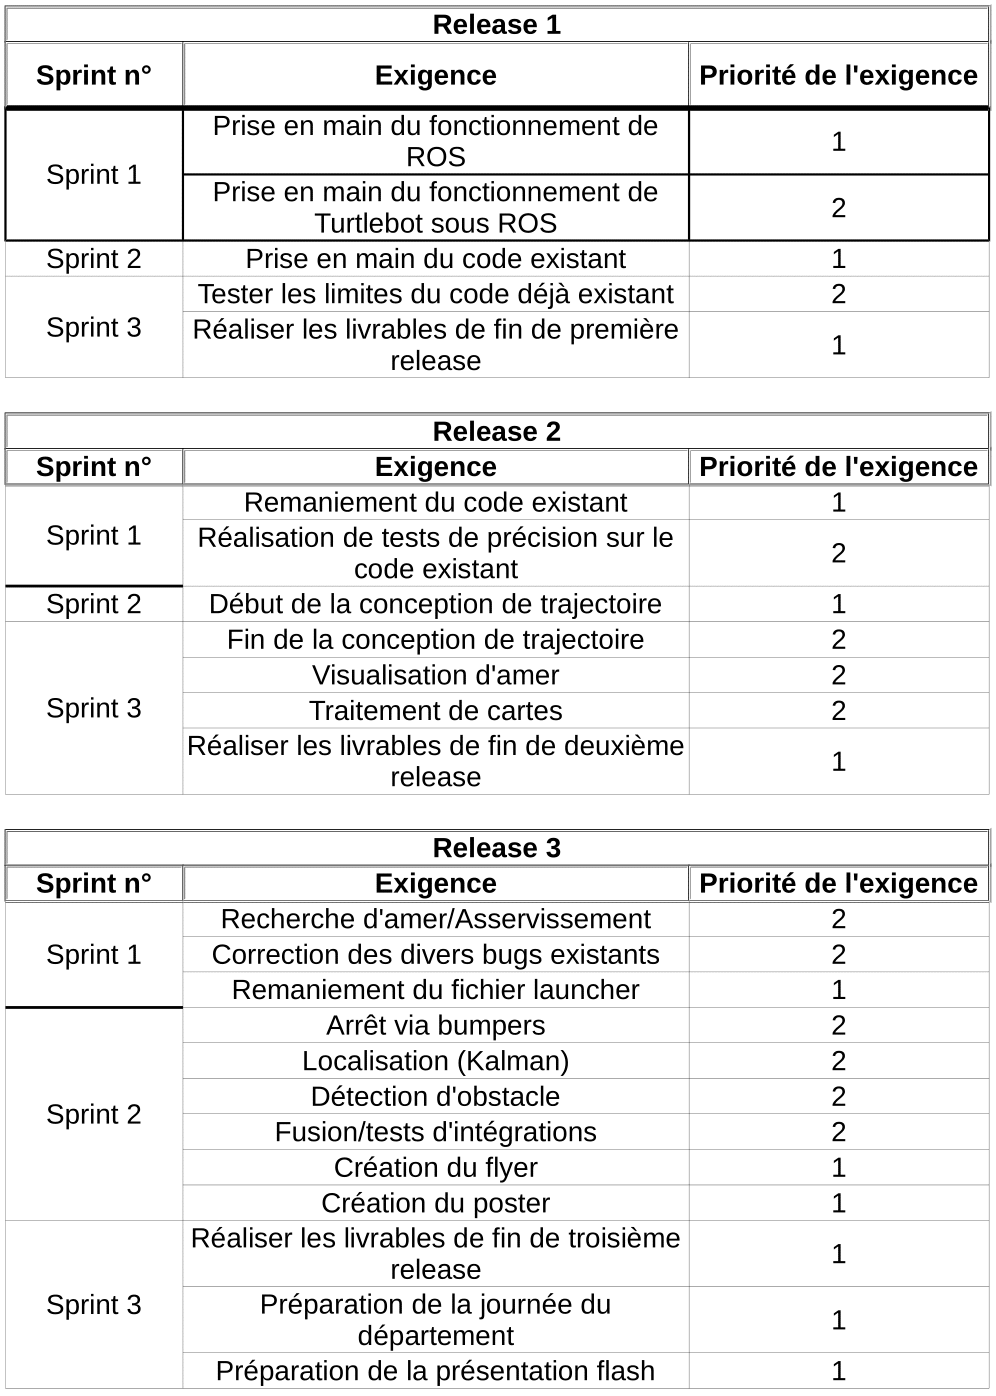 Release 1
Sprint n° Exigence Priorité de l'exigence
Sprint 1
Prise en main du fonctionnement de
ROS
1
Prise en main du fonctionnement de
Turtlebot sous ROS
2
Sprint 2 Prise en main du code existant 1
Sprint 3
Tester les limites du code déjà existant 2
Réaliser les livrables de fin de première
release
1
Release 2
Sprint n° Exigence Priorité de l'exigence
Sprint 1
Remaniement du code existant 1
Réalisation de tests de précision sur le
code existant
2
Sprint 2 Début de la conception de trajectoire 1
Sprint 3
Fin de la conception de trajectoire 2
Visualisation d'amer 2
Traitement de cartes 2
Réaliser les livrables de fin de deuxième
release
1
Release 3
Sprint n° Exigence Priorité de l'exigence
Sprint 1
Recherche d'amer/Asservissement 2
Correction des divers bugs existants 2
Remaniement du fichier launcher 1
Sprint 2
Arrêt via bumpers 2
Localisation (Kalman) 2
Détection d'obstacle 2
Fusion/tests d'intégrations 2
Création du flyer 1
Création du poster 1
Sprint 3
Réaliser les livrables de fin de troisième
release
1
Préparation de la journée du
département
1
Préparation de la présentation flash 1